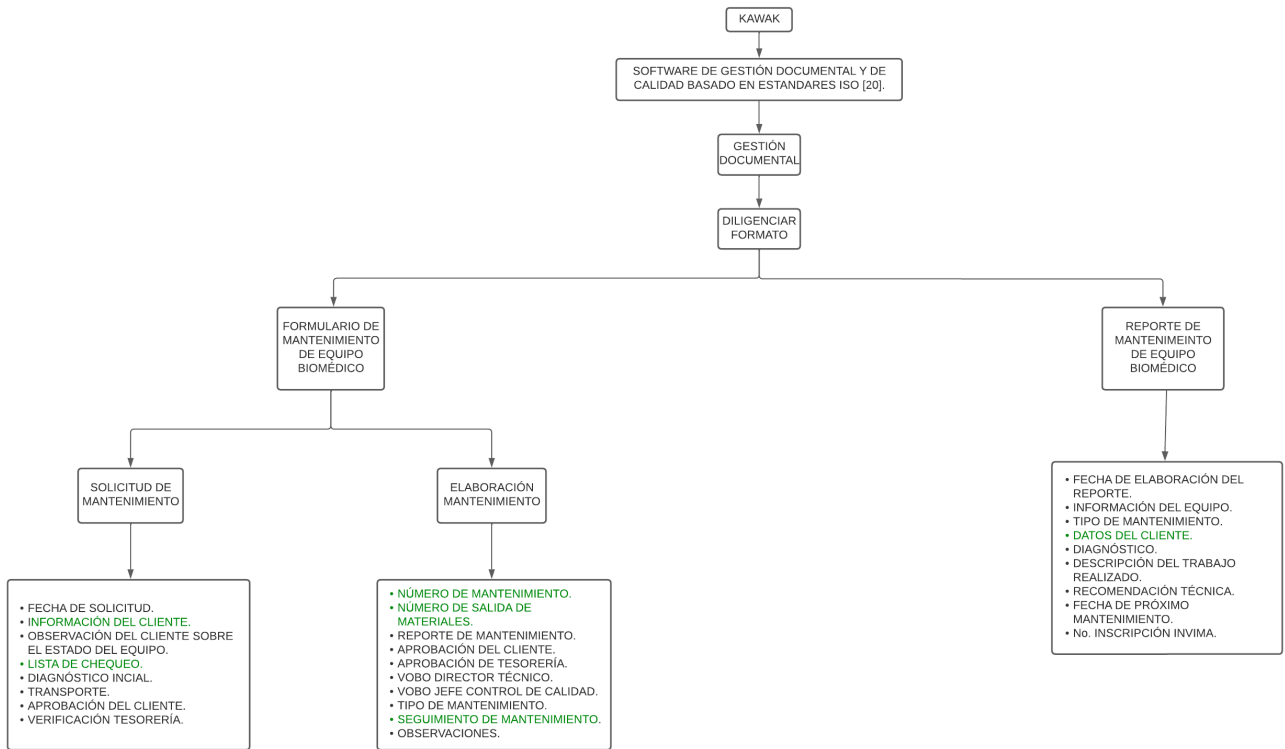 KAWAK
SOFTWARE DE GESTIÓN DOCUMENTAL Y DE
CALIDAD BASADO EN ESTANDARES ISO [20].
GESTIÓN
DOCUMENTAL
DILIGENCIAR
FORMATO
FORMULARIO DE
MANTENIMIENTO
DE EQUIPO
BIOMÉDICO
REPORTE DE
MANTENIMEINTO
DE EQUIPO
BIOMÉDICO
SOLICITUD DE
MANTENIMIENTO
ELABORACIÓN
MANTENIMIENTO
• FECHA DE SOLICITUD.
• INFORMACIÓN DEL CLIENTE.
• OBSERVACIÓN DEL CLIENTE SOBRE
EL ESTADO DEL EQUIPO.
• LISTA DE CHEQUEO.
• DIAGNÓSTICO INCIAL.
• TRANSPORTE.
• APROBACIÓN DEL CLIENTE.
• VERIFICACIÓN TESORERÍA.
• NÚMERO DE MANTENIMIENTO.
• NÚMERO DE SALIDA DE
MATERIALES.
• REPORTE DE MANTENIMIENTO.
• APROBACIÓN DEL CLIENTE.
• APROBACIÓN DE TESORERÍA.
• VOBO DIRECTOR TÉCNICO.
• VOBO JEFE CONTROL DE CALIDAD.
• TIPO DE MANTENIMIENTO.
• SEGUIMIENTO DE MANTENIMIENTO.
• OBSERVACIONES.
• FECHA DE ELABORACIÓN DEL
REPORTE.
• INFORMACIÓN DEL EQUIPO.
• TIPO DE MANTENIMIENTO.
• DATOS DEL CLIENTE.
• DIAGNÓSTICO.
• DESCRIPCIÓN DEL TRABAJO
REALIZADO.
• RECOMENDACIÓN TÉCNICA.
• FECHA DE PRÓXIMO
MANTENIMIENTO.
• No. INSCRIPCIÓN INVIMA.